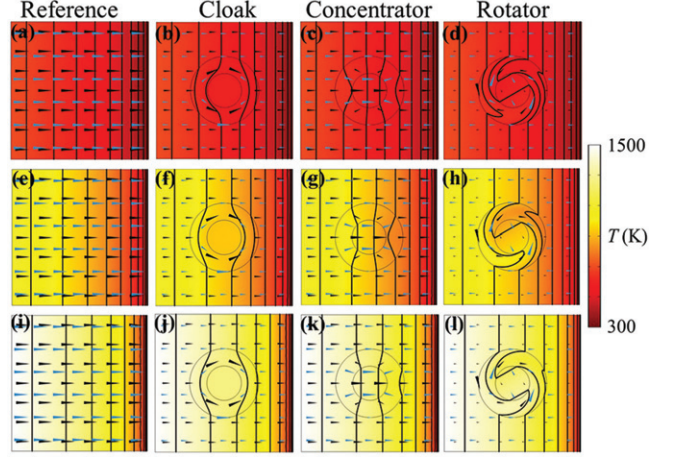 Reference Cloak Concentrator Rotator
(a) (b) (c) (d)
1500
(e) (f) (g) (h)
T (K)
300
(i) (j) (k) (l)